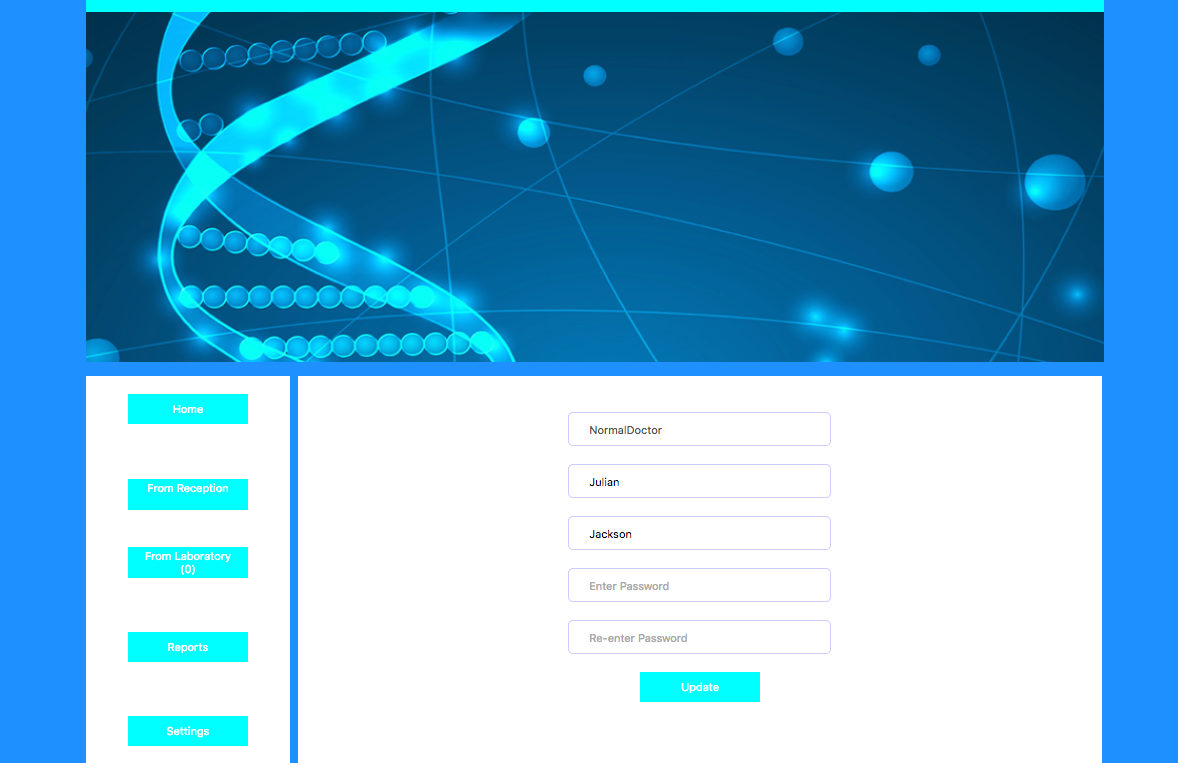 Home
From Reception
From Laboratory
(0)
Reports
Settings
NormalDoctor
Julian
Jackson
Enter Password
Re-enter Password
Update